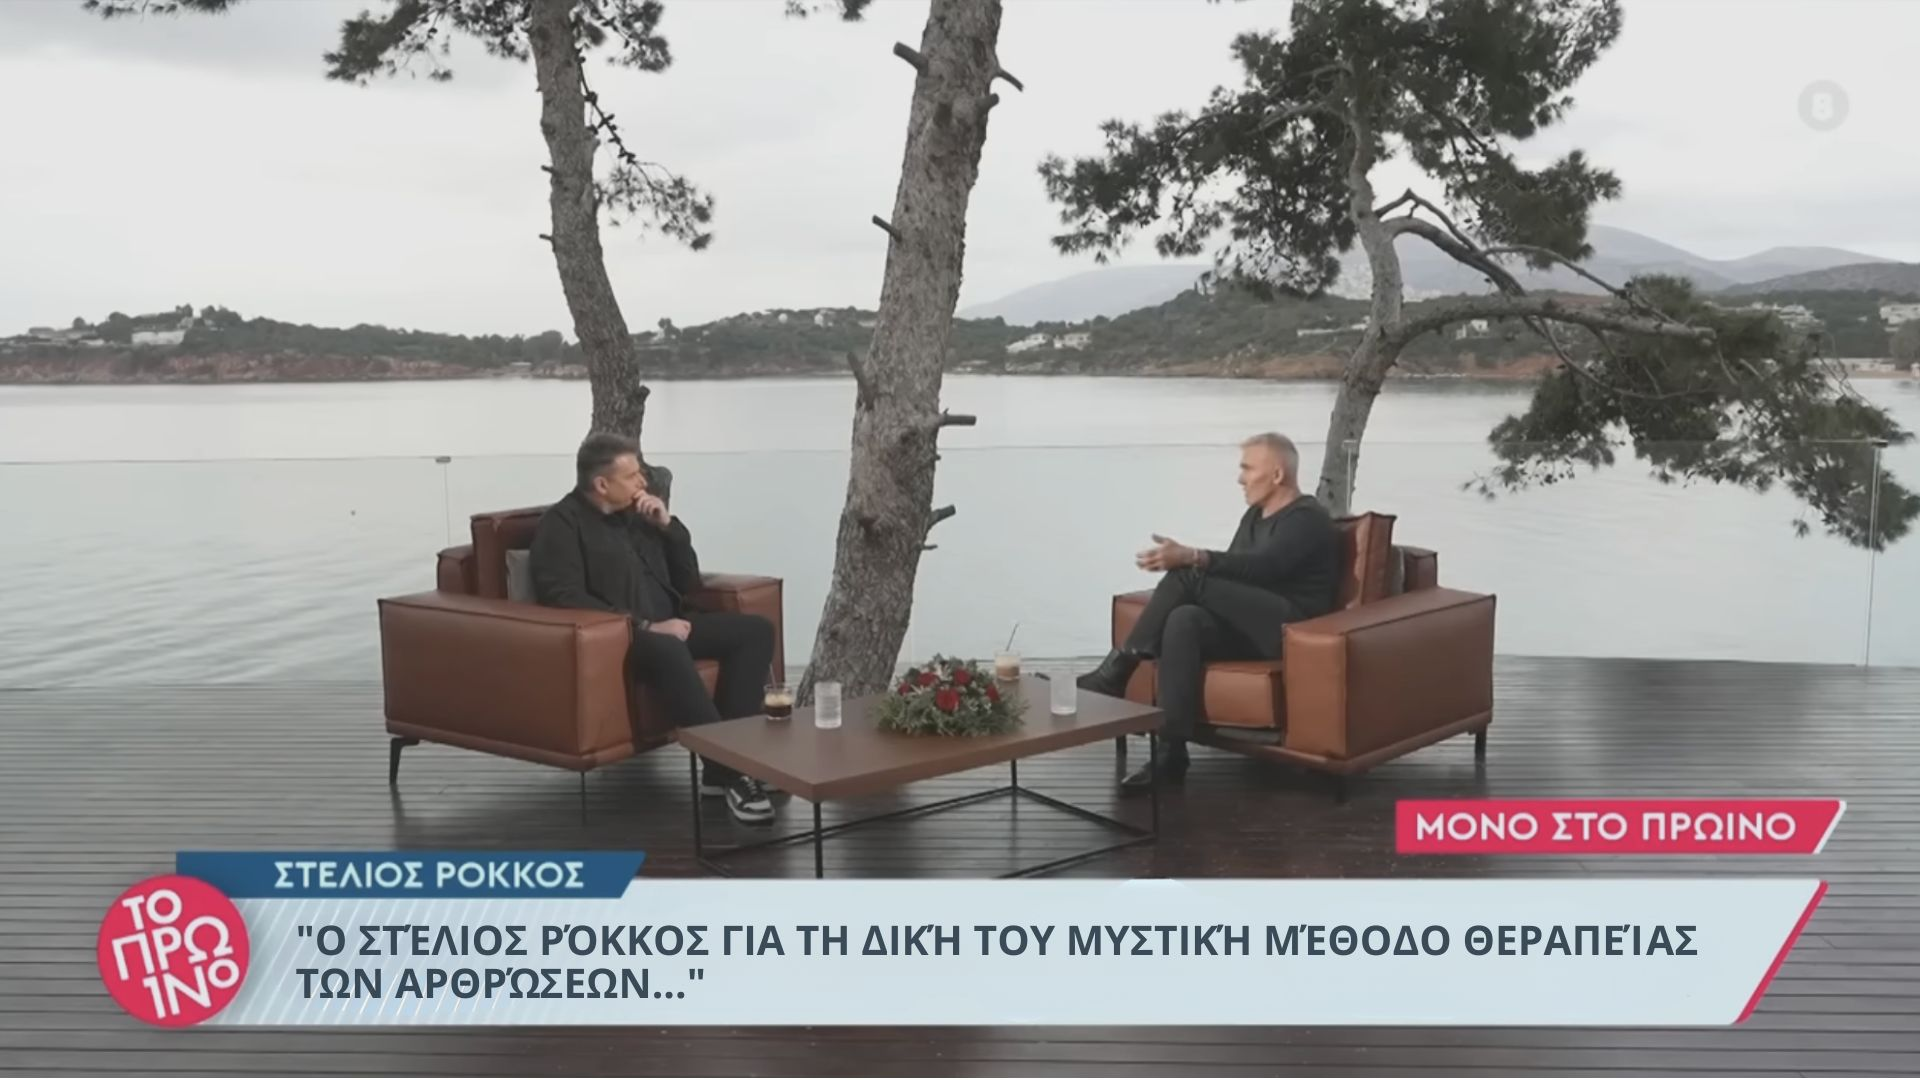 8
ΜΟΝΟ ΣΤΟ ΠΡΩΙΝΟ
ΣΤΕΛΙΟΣ ΡΟΚΚΟΣ
ΤΟ
ΠΡΩ
ΙΝΟ
"Ο ΣΤΈΛΙΟΣ ΡΌΚΚΟΣ ΓΙΑ ΤΗ ΔΙΚΉ ΤΟΥ ΜΥΣΤΙΚΉ ΜΈΘΟΔΟ ΘΕΡΑΠΕΊΑΣ
ΤΩΝ ΑΡΘΡΏΣΕΩΝ..."